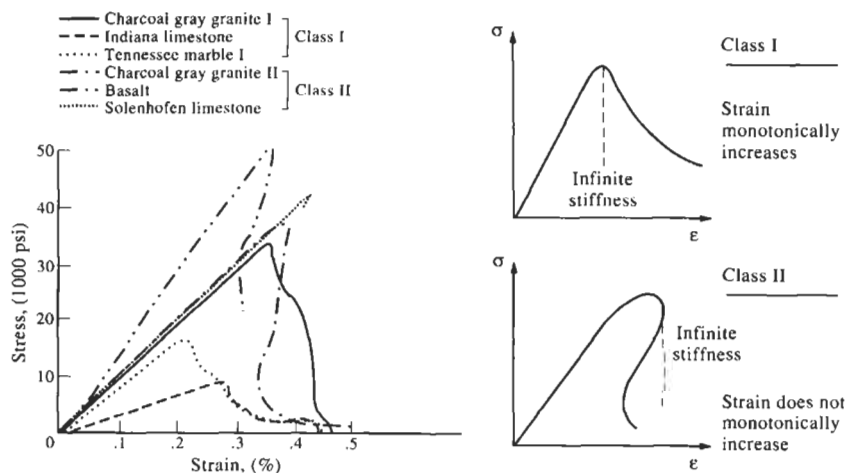 Charcoal gray granite I
Indiana limestone
Class I
Tennessee marble I
Charcoal gray granite II
Basalt
Class II
Solenhofen limestone
50
40
30
20
10
0
.1
.2
.3
.4
.5
Stress, (1000 psi)
Strain, (%)
σ
Class I
Strain
monotonically
increases
Infinite
stiffness
ε
σ
Class II
Infinite
stiffness
Strain does not
monotonically
increase
ε